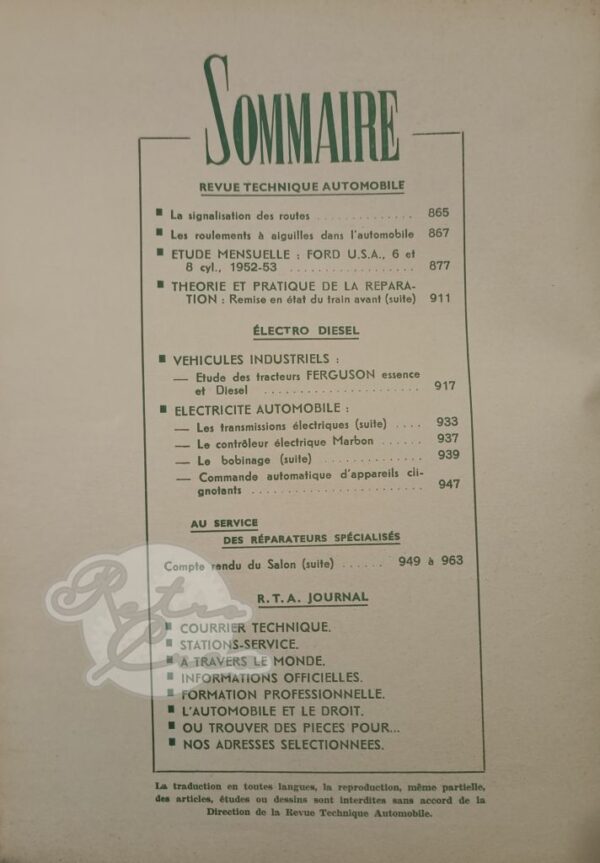 SOMMAIRE
REVUE TECHNIQUE AUTOMOBILE
■ La signalisation des routes .............. 865
■ Les roulements à aiguilles dans l'automobile 867
■ ETUDE MENSUELLE : FORD U.S.A., 6 et
8 cyl., 1952-53 .................. 877
■ THEORIE ET PRATIQUE DE LA REPARA-
TION : Remise en état du train avant (suite) 911
ÉLECTRO DIESEL
■ VEHICULES INDUSTRIELS :
— Etude des tracteurs FERGUSON essence
et Diesel ...................... 917
■ ELECTRICITE AUTOMOBILE :
— Les transmissions électriques (suite) .... 933
— Le contrôleur électrique Marbon ...... 937
— Le bobinage (suite) .............. 939
— Commande automatique d'appareils cli-
gnotants ...................... 947
AU SERVICE
DES RÉPARATEURS SPÉCIALISÉS
Compte rendu du Salon (suite) ...... 949 à 963
R.T.A. JOURNAL
■ COURRIER TECHNIQUE.
■ STATIONS-SERVICE.
■ A TRAVERS LE MONDE.
■ INFORMATIONS OFFICIELLES.
■ FORMATION PROFESSIONNELLE.
■ L'AUTOMOBILE ET LE DROIT.
■ OU TROUVER DES PIECES POUR...
■ NOS ADRESSES SELECTIONNEES.
La traduction en toutes langues, la reproduction, même partielle,
des articles, études ou dessins sont interdites sans accord de la
Direction de la Revue Technique Automobile.
Retro